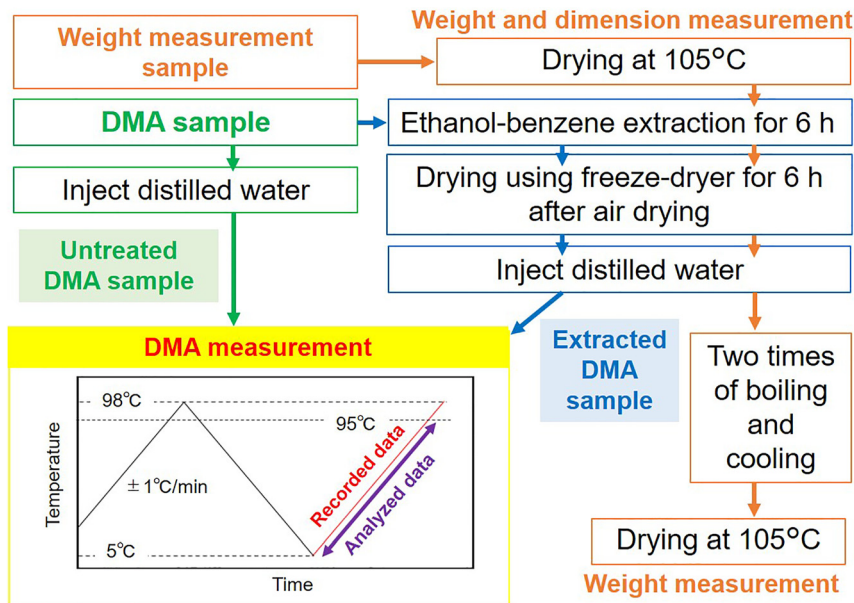 Weight measurement
sample
Weight and dimension measurement
Drying at 105°C
DMA sample
Ethanol-benzene extraction for 6 h
Inject distilled water
Drying using freeze-dryer for 6 h
after air drying
Untreated
DMA sample
Inject distilled water
DMA measurement
Extracted
DMA
sample
Two times
of boiling
and
cooling
98℃
95℃
±1℃/min
5℃
Temperature
Time
Recorded data
Analyzed data
Drying at 105°C
Weight measurement